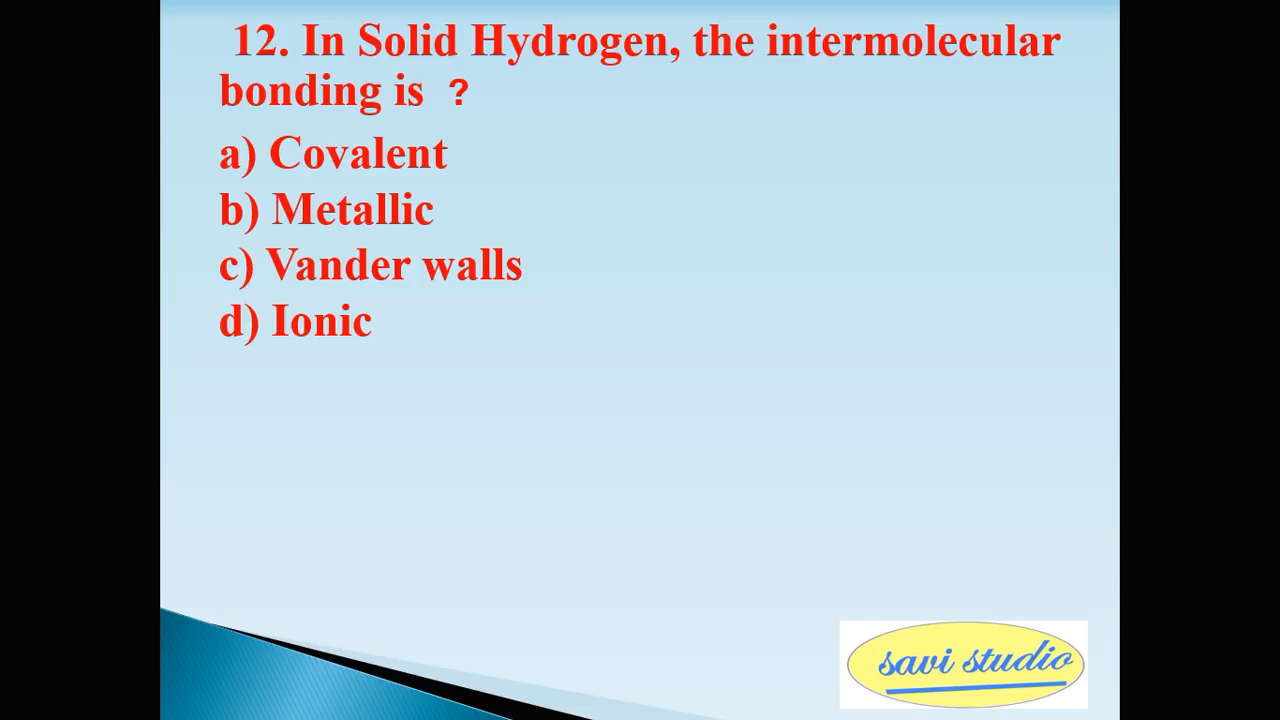 12. In Solid Hydrogen, the intermolecular
bonding is ?
a) Covalent
b) Metallic
c) Vander walls
d) Ionic
savi studio